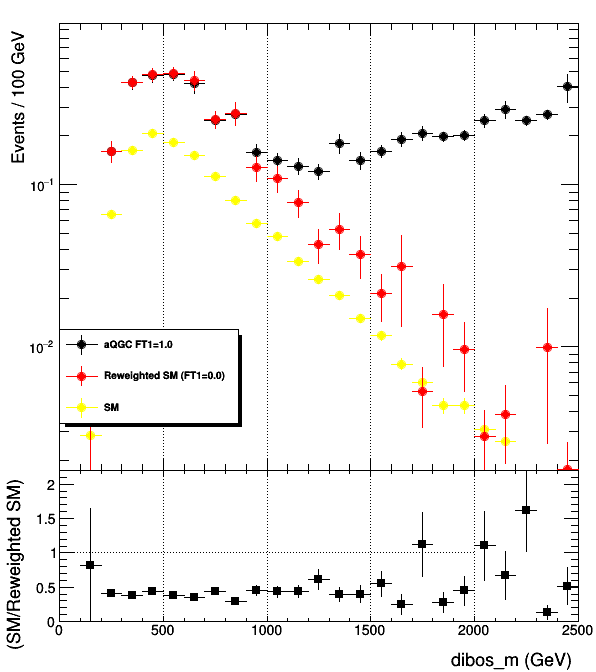 Events / 100 GeV
10⁻¹
10⁻²
aQGC FT1=1.0
Reweighted SM (FT1=0.0)
SM
(SM/Reweighted SM)
2
1.5
1
0.5
0
0 500 1000 1500 2000 2500
dibos_m (GeV)